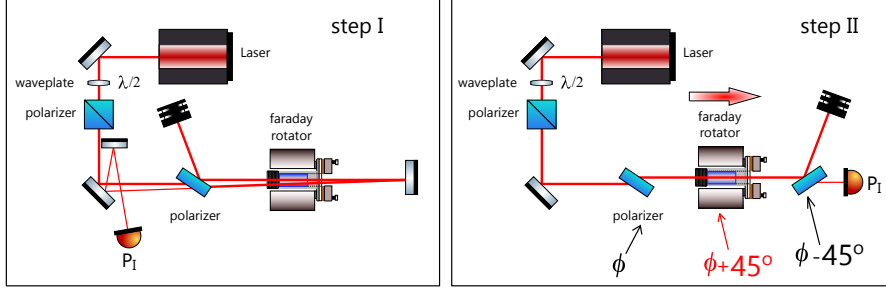 step I
Laser
waveplate λ/2
polarizer
faraday
rotator
polarizer
P_I
step II
Laser
waveplate λ/2
polarizer
faraday
rotator
P_I
polarizer
ϕ
ϕ+45°
ϕ-45°